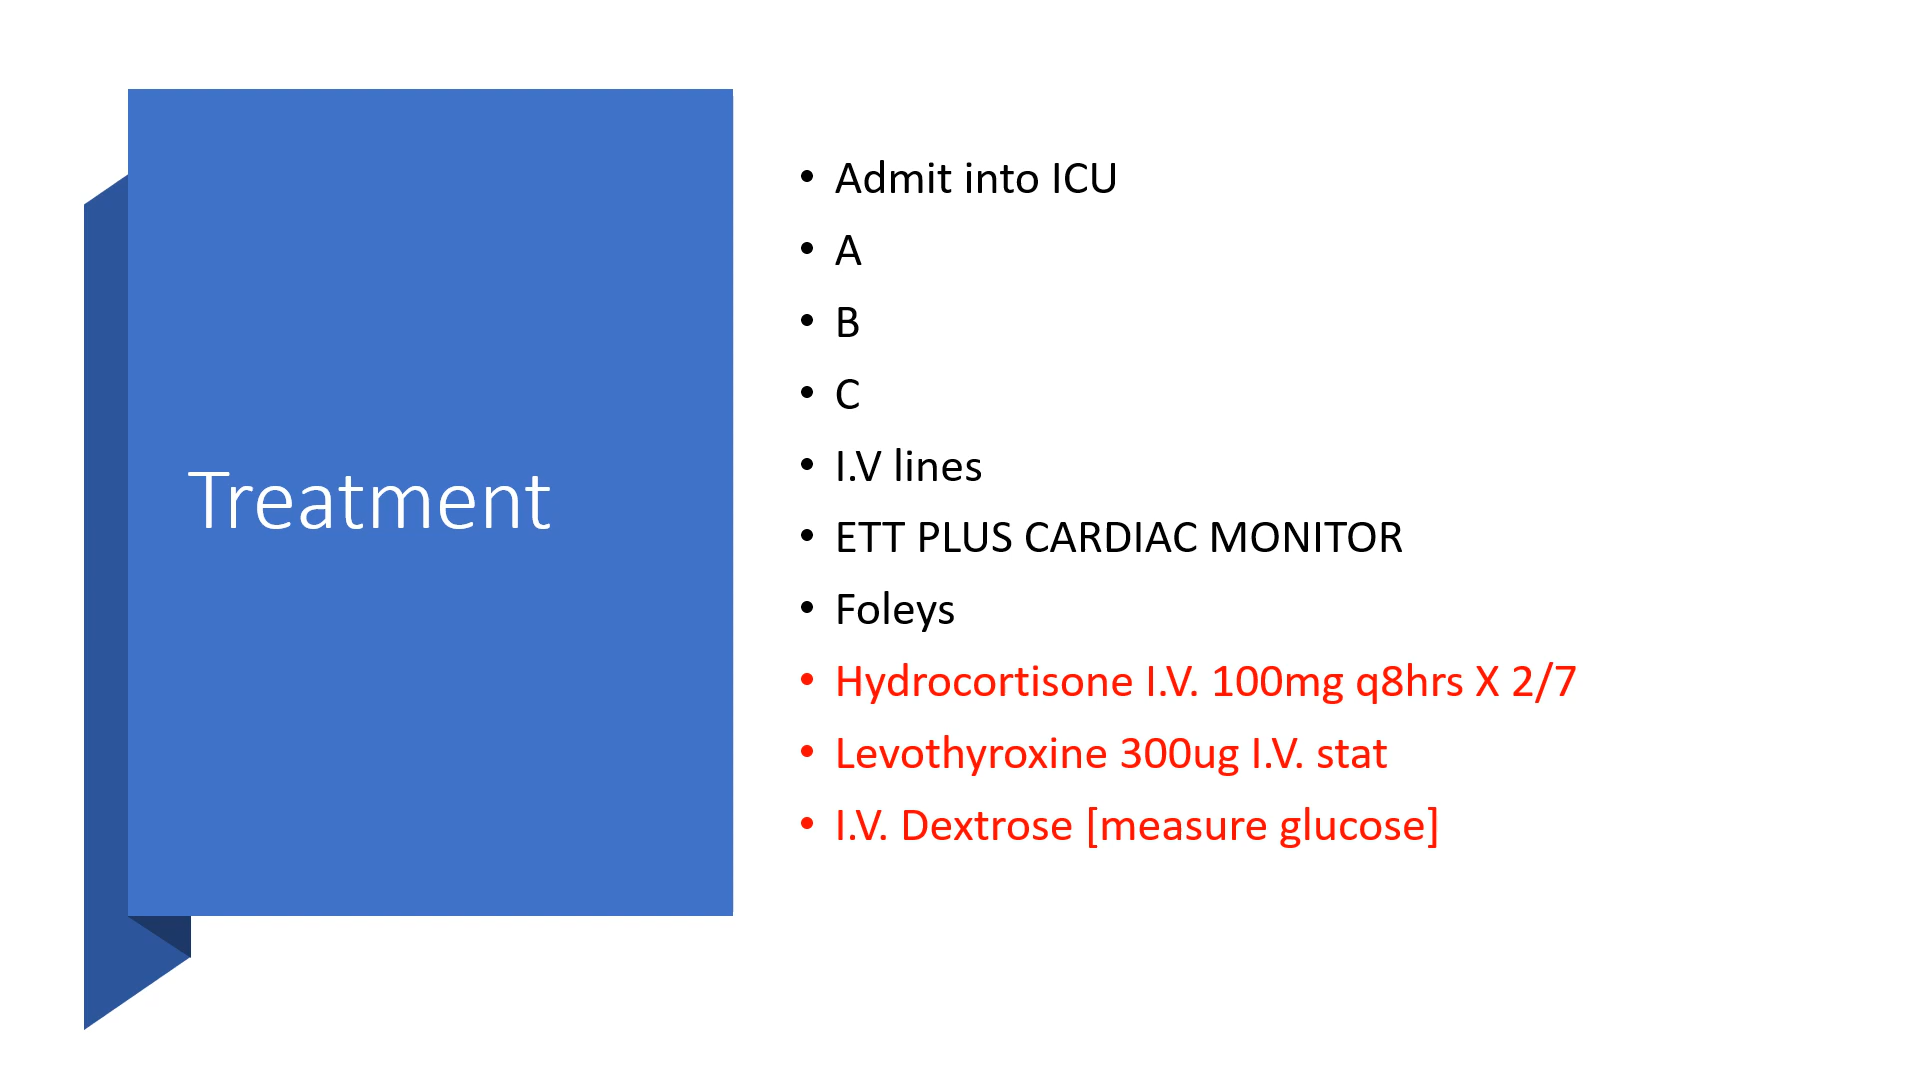 Treatment
• Admit into ICU
• A
• B
• C
• I.V lines
• ETT PLUS CARDIAC MONITOR
• Foleys
• Hydrocortisone I.V. 100mg q8hrs X 2/7
• Levothyroxine 300ug I.V. stat
• I.V. Dextrose [measure glucose]